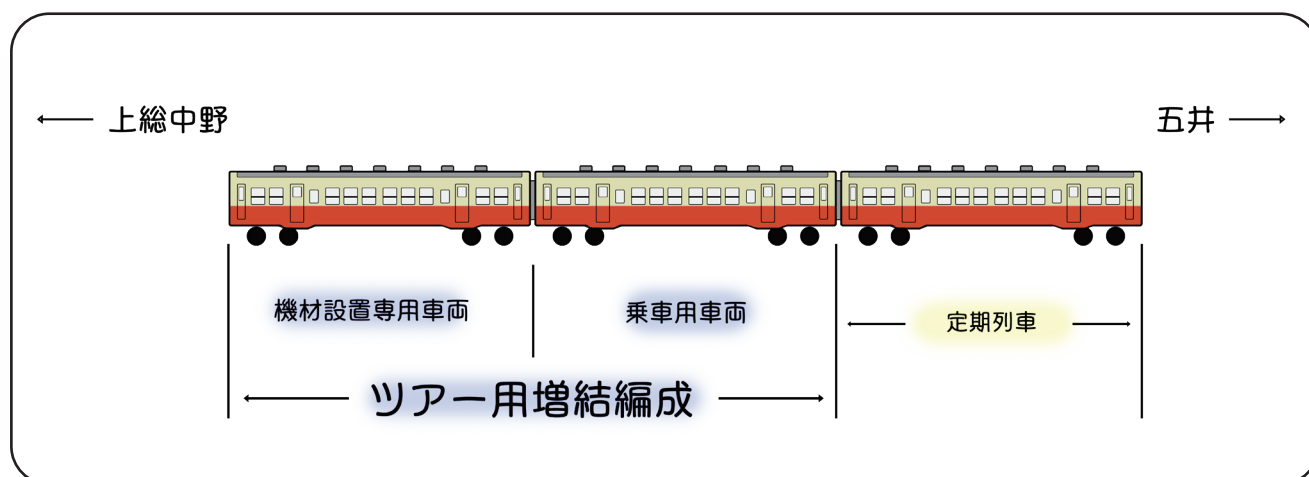 上総中野
五井
機材設置専用車両
乗車用車両
定期列車
ツアー用増結編成